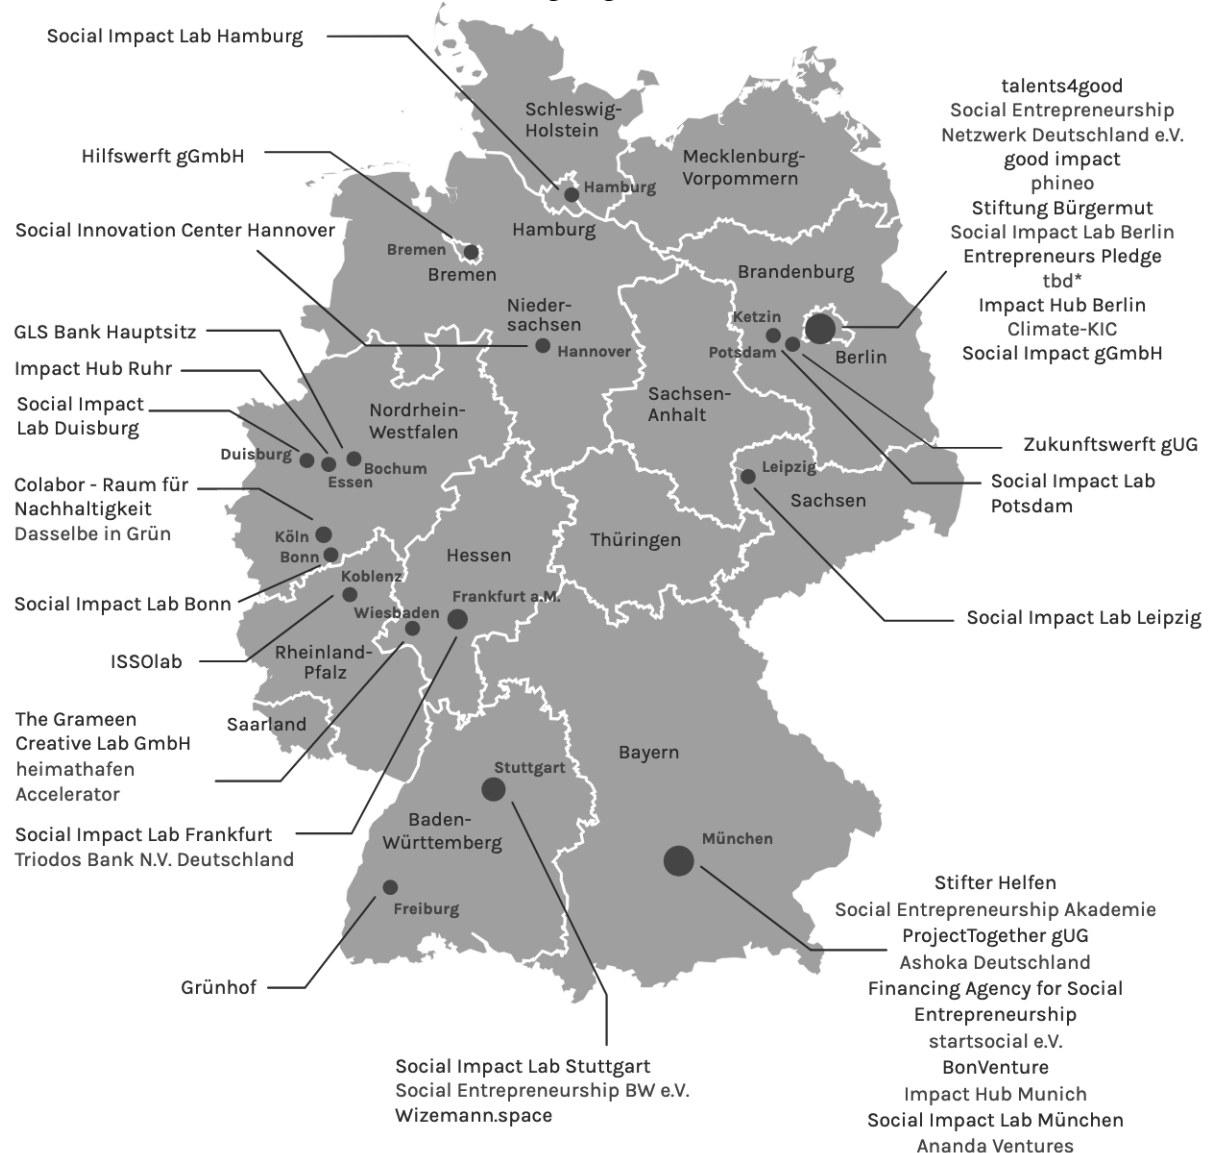 Social Impact Lab Hamburg
Hilfswerft gGmbH
Social Innovation Center Hannover
GLS Bank Hauptsitz
Impact Hub Ruhr
Social Impact
Lab Duisburg
Colabor - Raum für
Nachhaltigkeit
Dasselbe in Grün
Social Impact Lab Bonn
ISSOlab
The Grameen
Creative Lab GmbH
heimathafen
Accelerator
Social Impact Lab Frankfurt
Triodos Bank N.V. Deutschland
Grünhof
Schleswig-
Holstein
Mecklenburg-
Vorpommern
Hamburg
Hamburg
Bremen
Bremen
Nieder-
sachsen
Hannover
Brandenburg
Ketzin
Potsdam
Berlin
Sachsen-
Anhalt
Nordrhein-
Westfalen
Duisburg
Essen
Bochum
Leipzig
Sachsen
Köln
Bonn
Hessen
Thüringen
Koblenz
Wiesbaden
Frankfurt a.M.
Rheinland-
Pfalz
Saarland
Bayern
Stuttgart
Baden-
Württemberg
München
Freiburg
talents4good
Social Entrepreneurship
Netzwerk Deutschland e.V.
good impact
phineo
Stiftung Bürgermut
Social Impact Lab Berlin
Entrepreneurs Pledge
tbd*
Impact Hub Berlin
Climate-KIC
Social Impact gGmbH
Zukunftswerft gUG
Social Impact Lab
Potsdam
Social Impact Lab Leipzig
Stifter Helfen
Social Entrepreneurship Akademie
ProjectTogether gUG
Ashoka Deutschland
Financing Agency for Social
Entrepreneurship
startsocial e.V.
BonVenture
Impact Hub Munich
Social Impact Lab München
Ananda Ventures
Social Impact Lab Stuttgart
Social Entrepreneurship BW e.V.
Wizemann.space